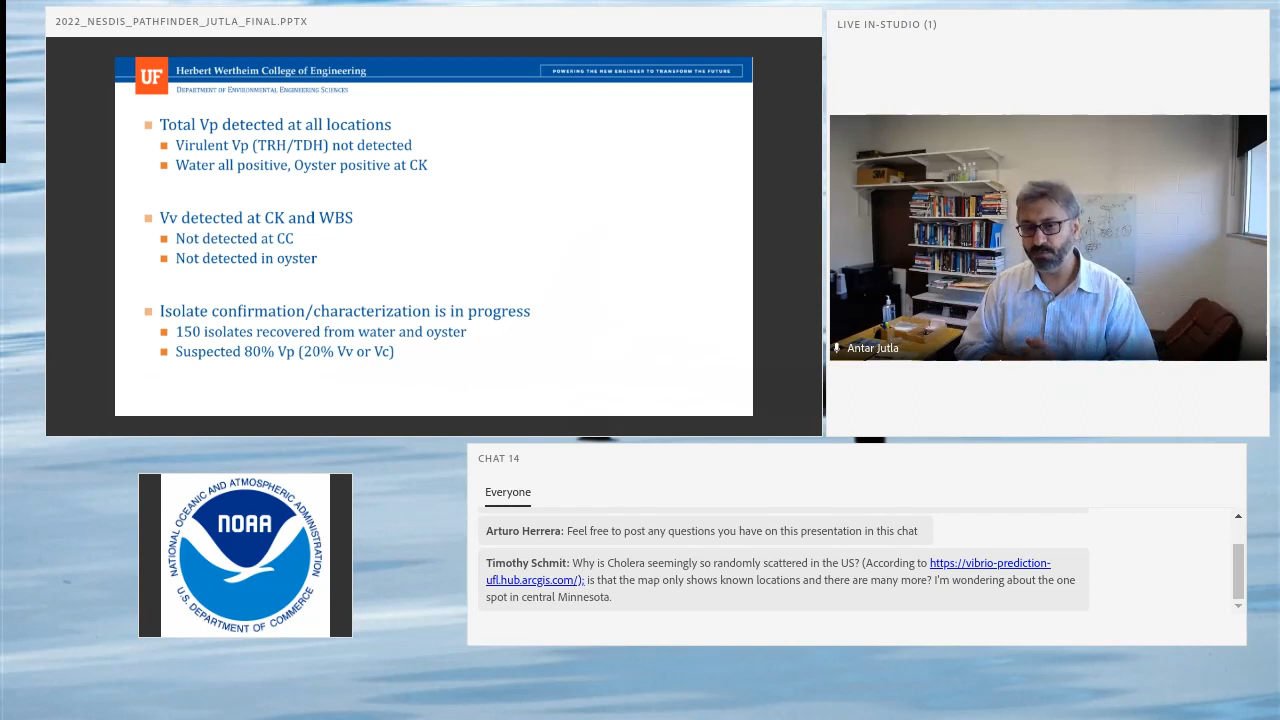 2022_NESDIS_PATHFINDER_JUTLA_FINAL.PPTX
UF
Herbert Wertheim College of Engineering
POWERING THE NEW ENGINEER TO TRANSFORM THE FUTURE
DEPARTMENT OF ENVIRONMENTAL ENGINEERING SCIENCES
Total Vp detected at all locations
Virulent Vp (TRH/TDH) not detected
Water all positive, Oyster positive at CK
Vv detected at CK and WBS
Not detected at CC
Not detected in oyster
Isolate confirmation/characterization is in progress
150 isolates recovered from water and oyster
Suspected 80% Vp (20% Vv or Vc)
LIVE IN-STUDIO (1)
Antar Jutla
NATIONAL OCEANIC AND ATMOSPHERIC ADMINISTRATION
NOAA
U.S. DEPARTMENT OF COMMERCE
CHAT 14
Everyone
Arturo Herrera: Feel free to post any questions you have on this presentation in this chat
Timothy Schmit: Why is Cholera seemingly so randomly scattered in the US? (According to https://vibrio-prediction-
ufl.hub.arcgis.com/); is that the map only shows known locations and there are many more? I'm wondering about the one
spot in central Minnesota.